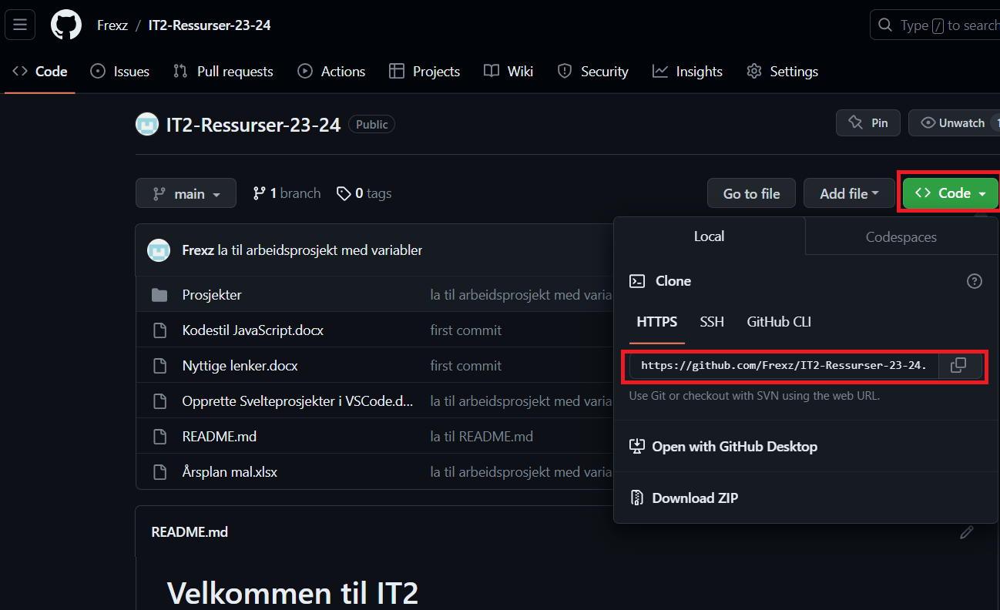 Frexz / IT2-Ressurser-23-24
Type / to search
Code Issues Pull requests Actions Projects Wiki Security Insights Settings
IT2-Ressurser-23-24 Public
Pin Unwatch 1
main 1 branch 0 tags
Go to file Add file Code
Local Codespaces
Frexz la til arbeidsprosjekt med variabler
Clone
Prosjekter la til arbeidsprosjekt med varia
HTTPS SSH GitHub CLI
Kodestil JavaScript.docx first commit
Nyttige lenker.docx first commit
https://github.com/Frexz/IT2-Ressurser-23-24.
Use Git or checkout with SVN using the web URL.
Opprette Svelteprosjekter i VSCode.d... la til arbeidsprosjekt med varia
README.md la til README.md
Open with GitHub Desktop
Årsplan mal.xlsx la til arbeidsprosjekt med varia
Download ZIP
README.md
Velkommen til IT2